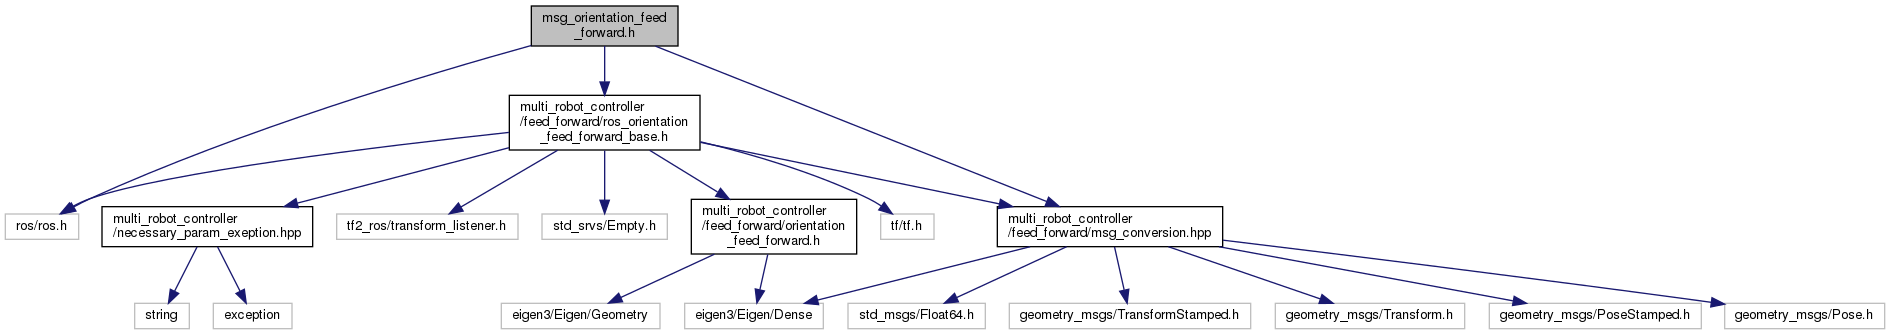 msg_orientation_feed
_forward.h
multi_robot_controller
/feed_forward/ros_orientation
_feed_forward_base.h
ros/ros.h
multi_robot_controller
/necessary_param_exeption.hpp
tf2_ros/transform_listener.h
std_srvs/Empty.h
multi_robot_controller
/feed_forward/orientation
_feed_forward.h
tf/tf.h
multi_robot_controller
/feed_forward/msg_conversion.hpp
string
exception
eigen3/Eigen/Geometry
eigen3/Eigen/Dense
std_msgs/Float64.h
geometry_msgs/TransformStamped.h
geometry_msgs/Transform.h
geometry_msgs/PoseStamped.h
geometry_msgs/Pose.h